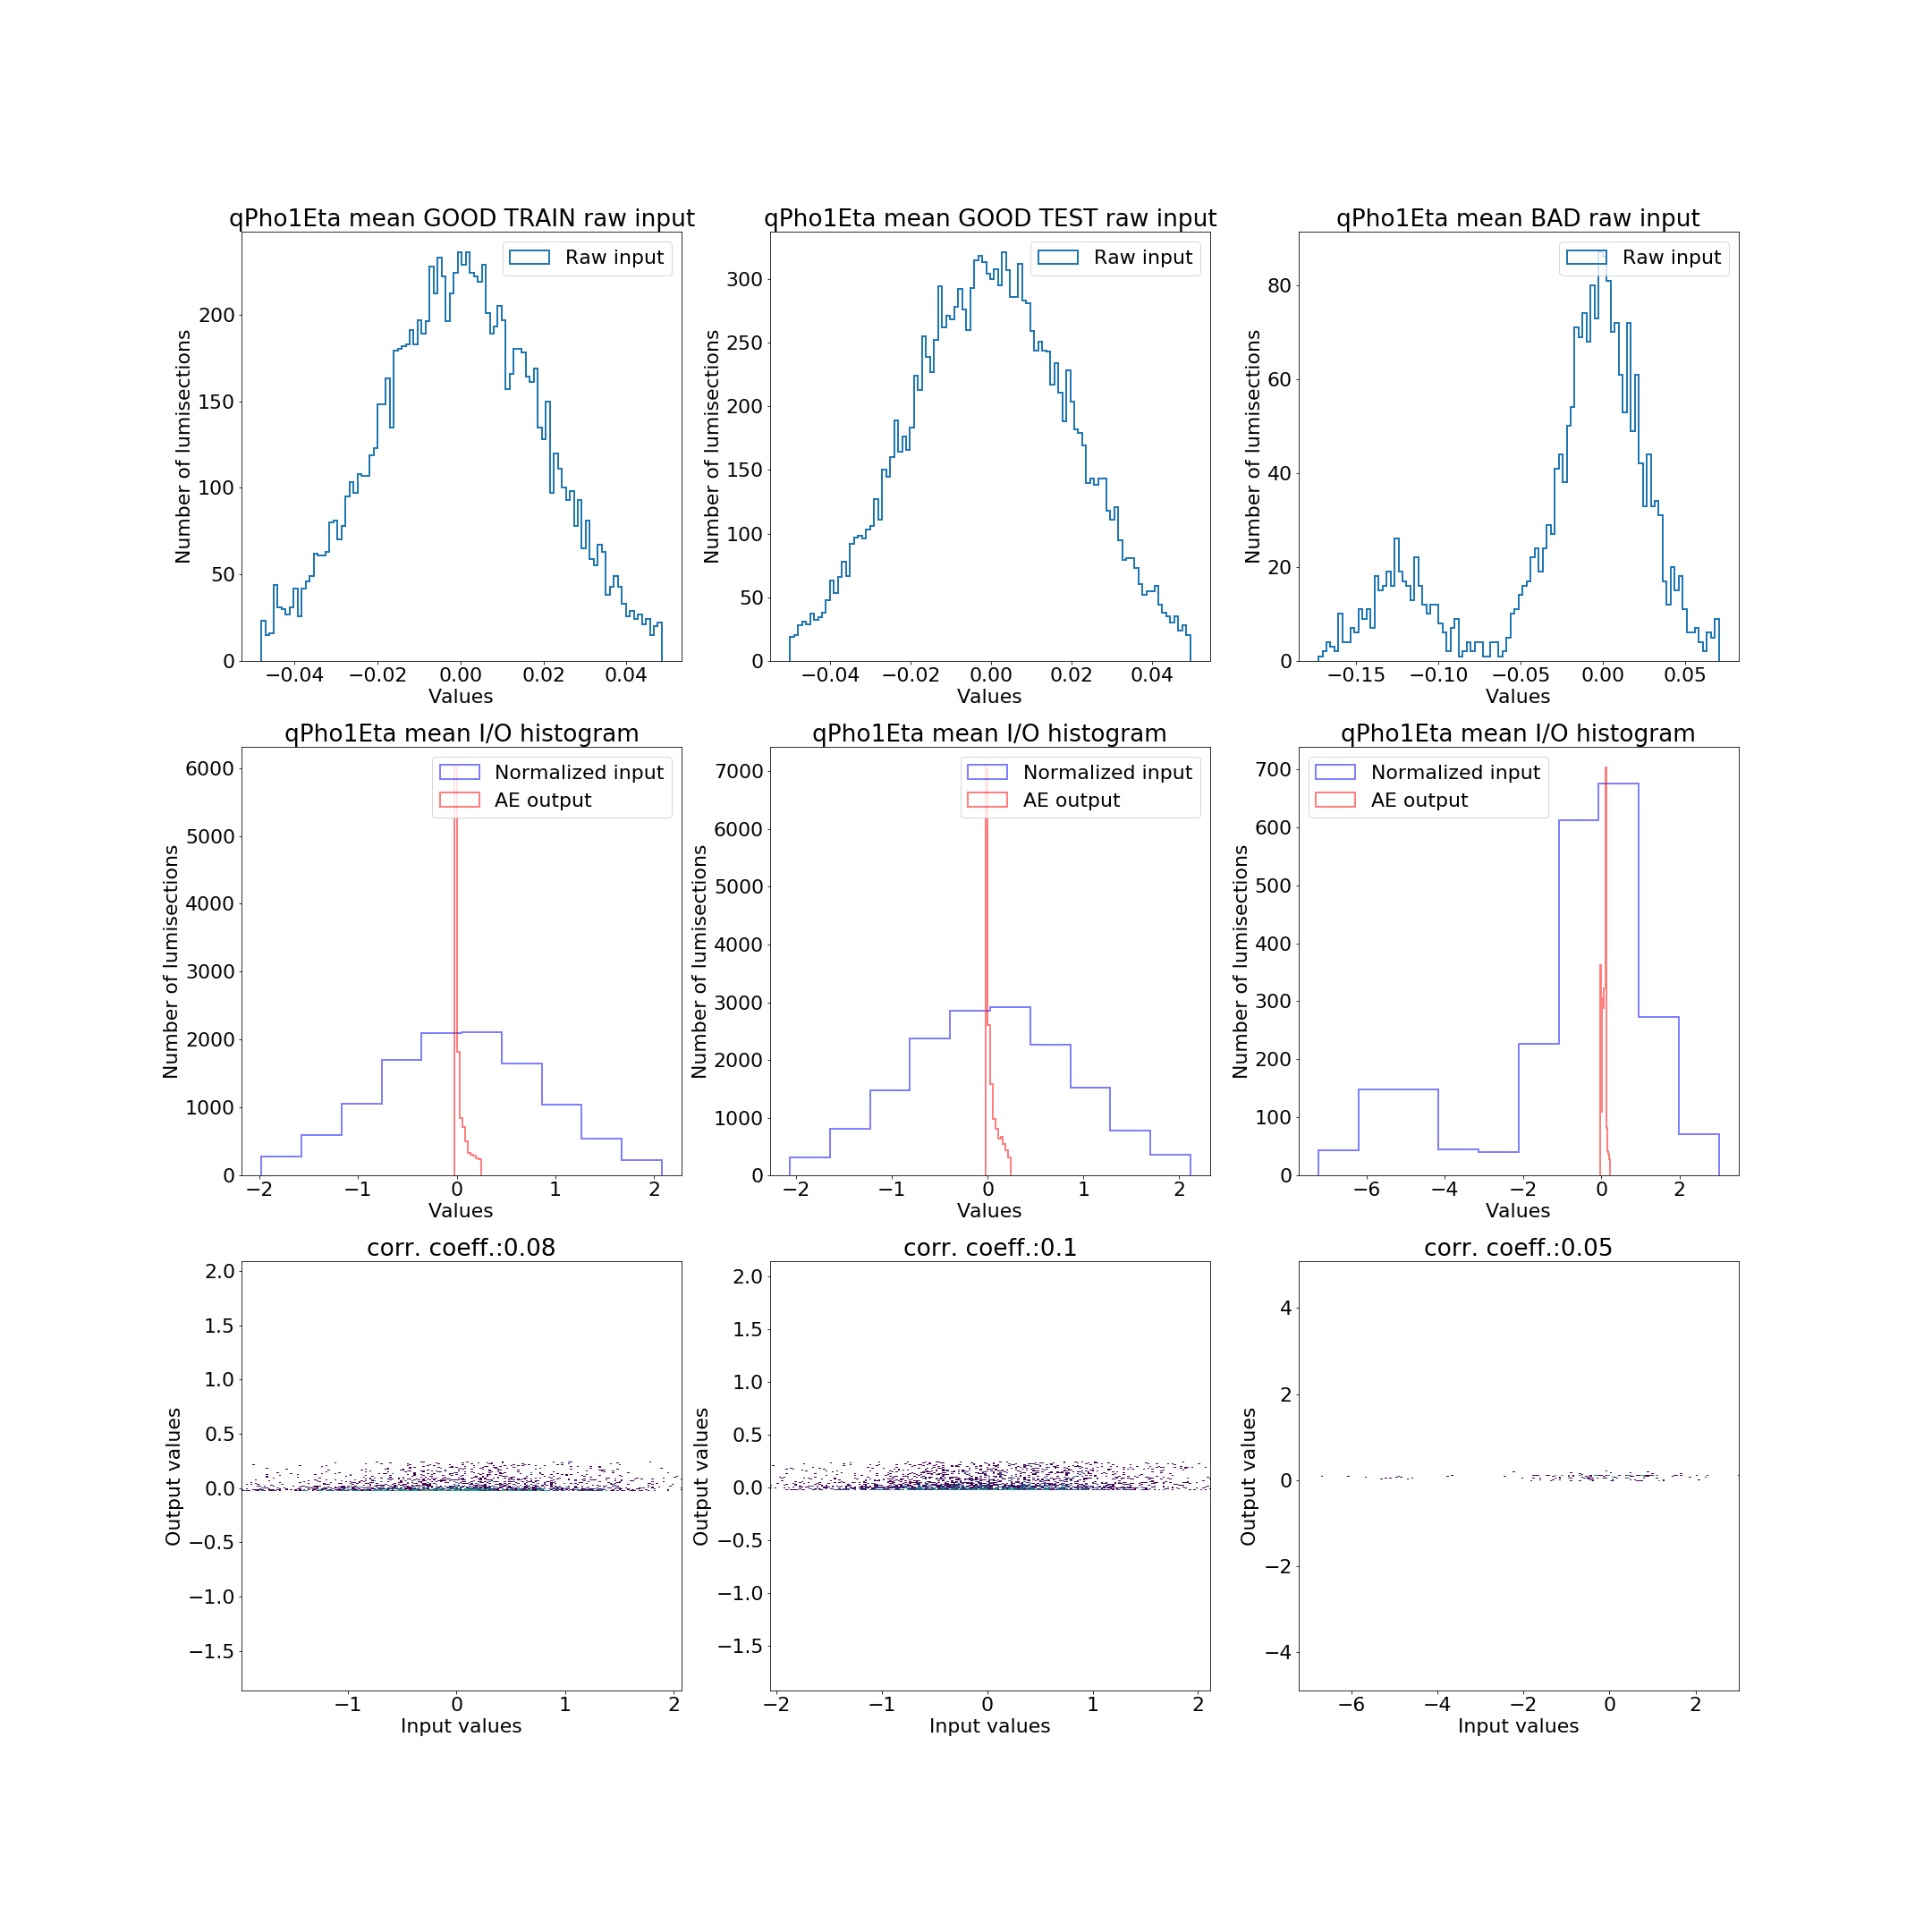 qPho1Eta mean GOOD TRAIN raw input
Raw input
Number of lumisections
200
150
100
50
0
−0.04 −0.02 0.00 0.02 0.04
Values
qPho1Eta mean GOOD TEST raw input
Raw input
Number of lumisections
300
250
200
150
100
50
0
−0.04 −0.02 0.00 0.02 0.04
Values
qPho1Eta mean BAD raw input
Raw input
Number of lumisections
80
60
40
20
0
−0.15 −0.10 −0.05 0.00 0.05
Values
qPho1Eta mean I/O histogram
Normalized input
AE output
Number of lumisections
6000
5000
4000
3000
2000
1000
0
−2 −1 0 1 2
Values
qPho1Eta mean I/O histogram
Normalized input
AE output
Number of lumisections
7000
6000
5000
4000
3000
2000
1000
0
−2 −1 0 1 2
Values
qPho1Eta mean I/O histogram
Normalized input
AE output
Number of lumisections
700
600
500
400
300
200
100
0
−6 −4 −2 0 2
Values
corr. coeff.:0.08
Output values
2.0
1.5
1.0
0.5
0.0
−0.5
−1.0
−1.5
−1 0 1 2
Input values
corr. coeff.:0.1
Output values
2.0
1.5
1.0
0.5
0.0
−0.5
−1.0
−1.5
−2 −1 0 1 2
Input values
corr. coeff.:0.05
Output values
4
2
0
−2
−4
−6 −4 −2 0 2
Input values